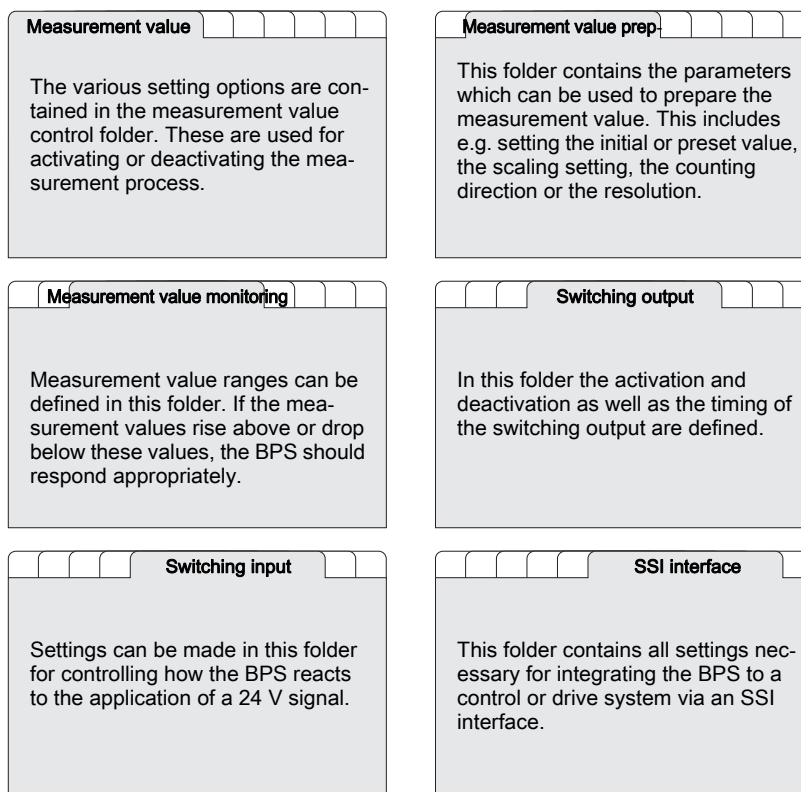 Measurement value
The various setting options are con-
tained in the measurement value
control folder. These are used for
activating or deactivating the mea-
surement process.
Measurement value prep-
This folder contains the parameters
which can be used to prepare the
measurement value. This includes
e.g. setting the initial or preset value,
the scaling setting, the counting
direction or the resolution.
Measurement value monitoring
Measurement value ranges can be
defined in this folder. If the mea-
surement values rise above or drop
below these values, the BPS should
respond appropriately.
Switching output
In this folder the activation and
deactivation as well as the timing of
the switching output are defined.
Switching input
Settings can be made in this folder
for controlling how the BPS reacts
to the application of a 24 V signal.
SSI interface
This folder contains all settings nec-
essary for integrating the BPS to a
control or drive system via an SSI
interface.